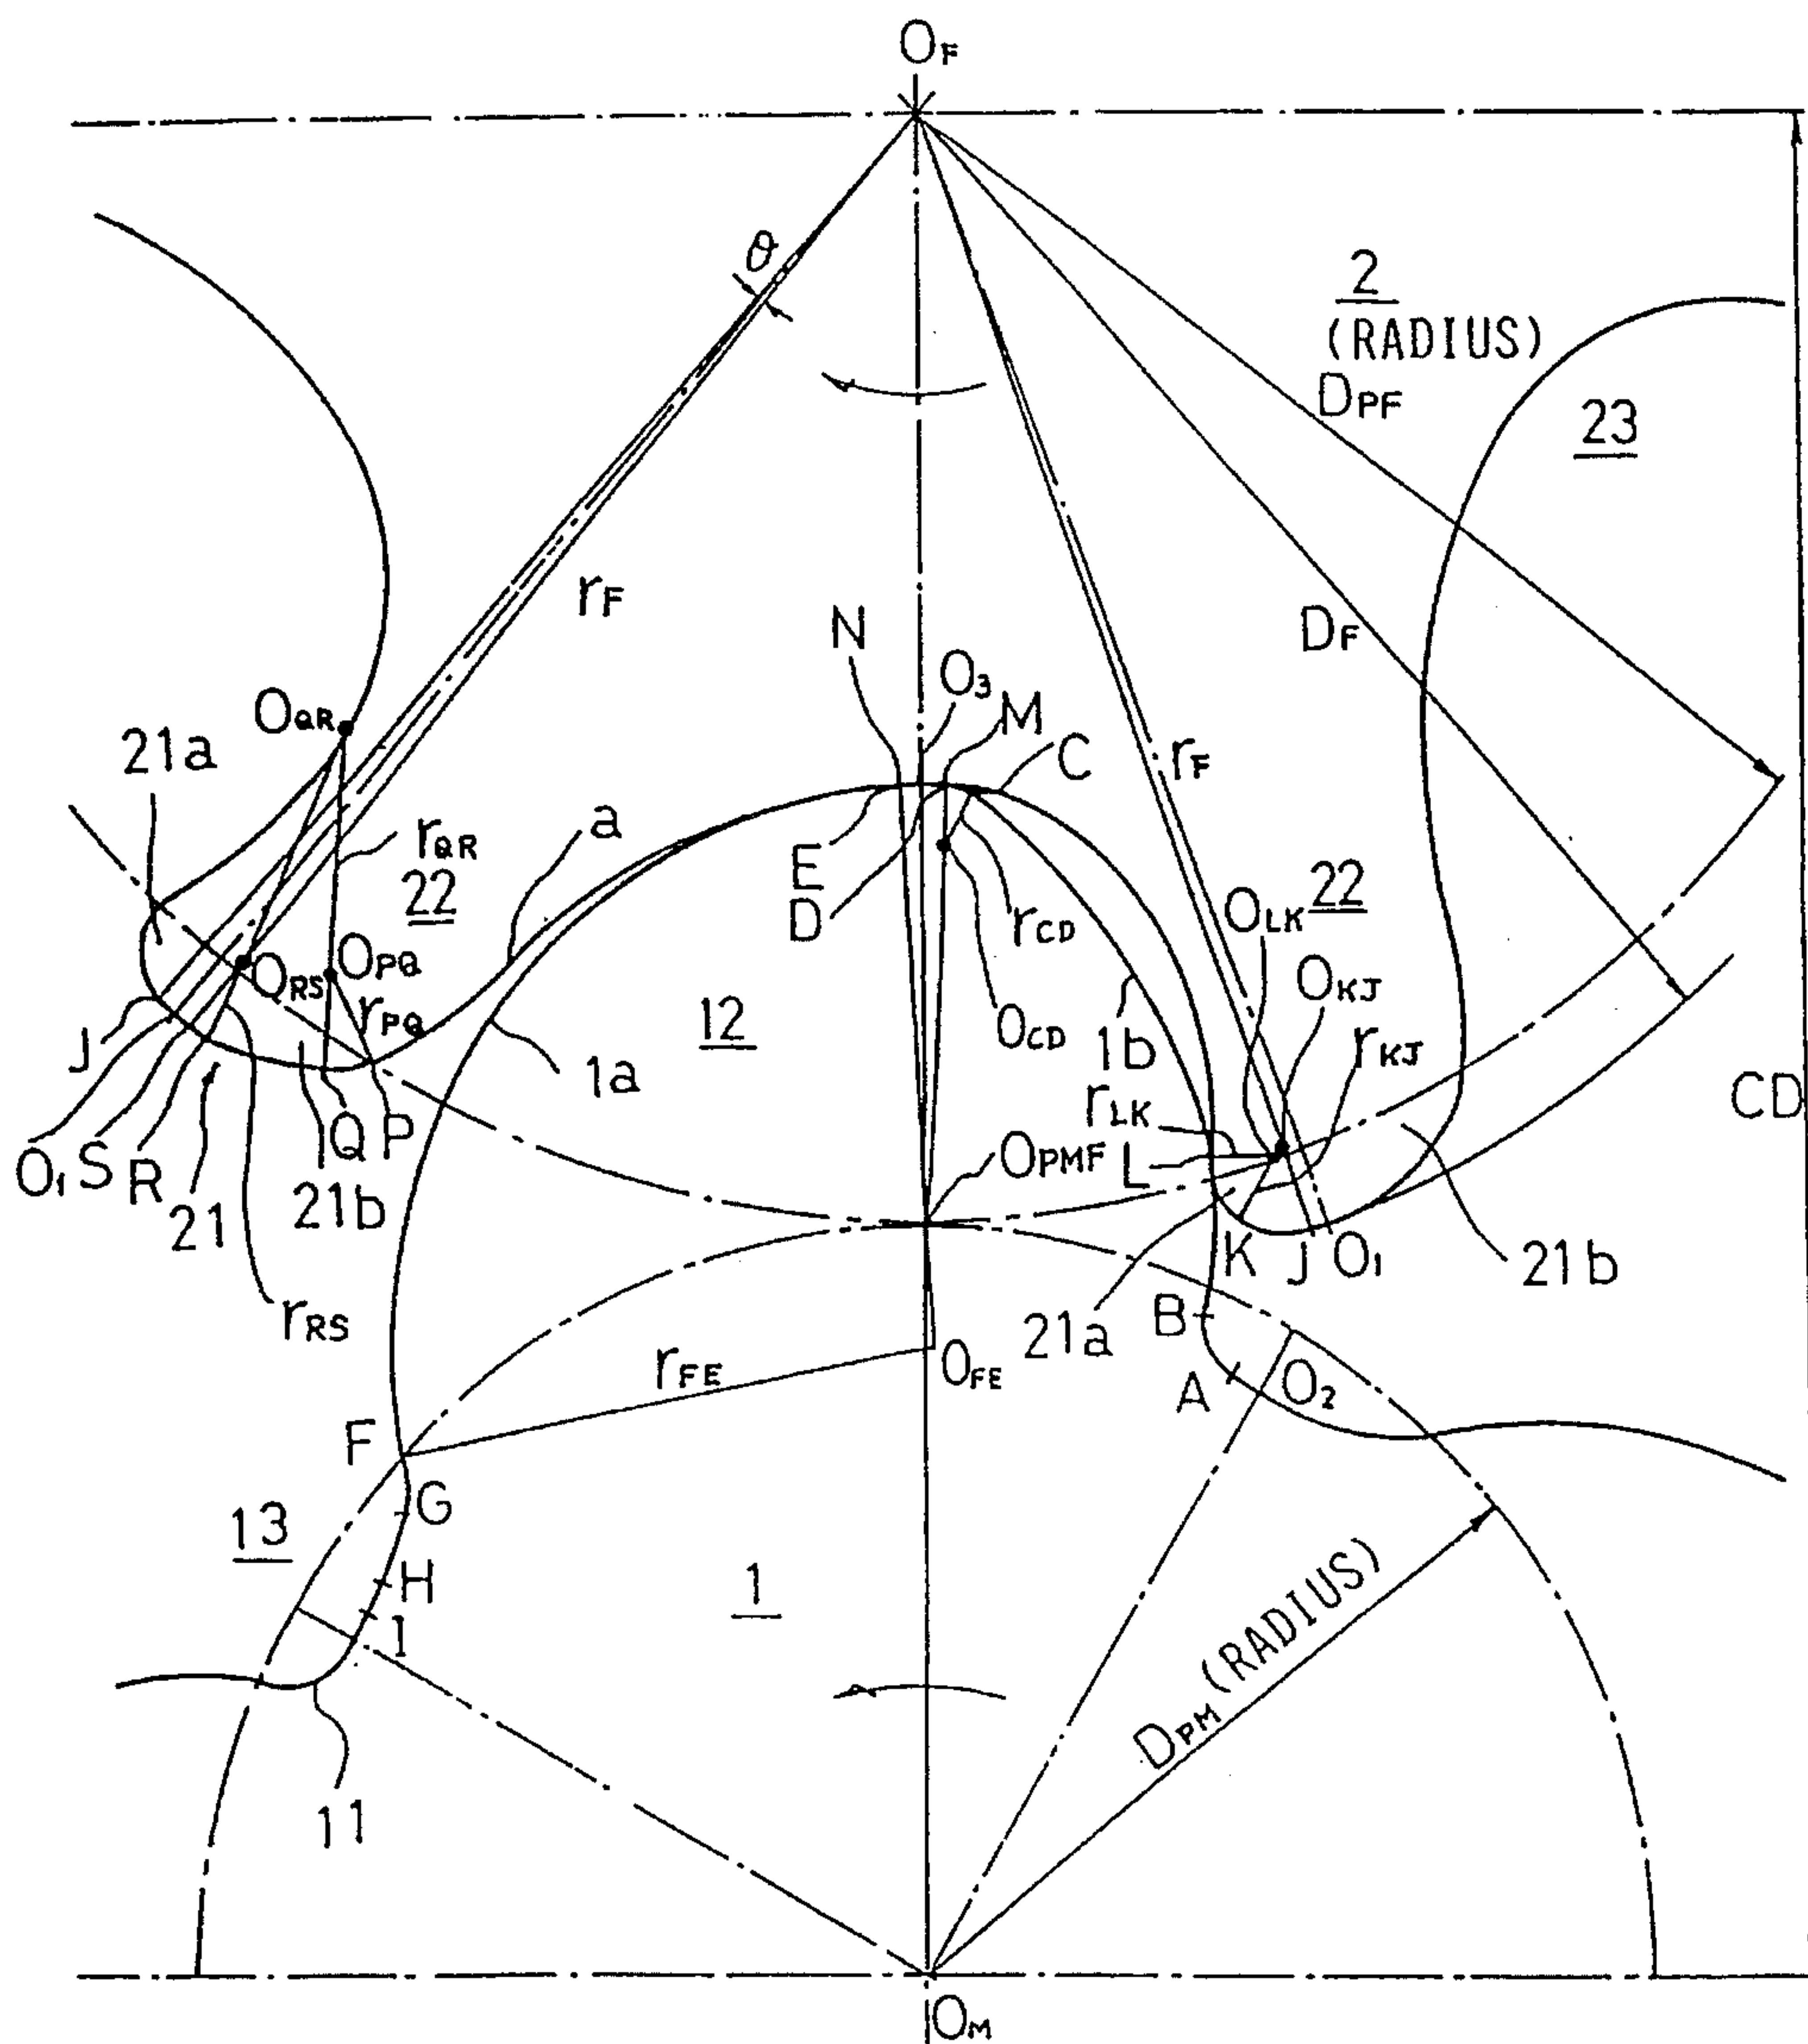 OF
θ
2
(RADIUS)
DPF
23
rF
N
DF
O3
M
OQR
21a
C
rF
a
rQR
22
E
D
rCD
OLK
22
OKJ
ORS
OPQ
rPQ
12
OCD
1b
rKJ
J
1a
rLK
CD
O1
S
R
Q
P
OPMF
L
21
21b
K
J
O1
21b
rRS
21a
B
rFE
OFE
A
O2
F
G
13
H
1
I
DPM (RADIUS)
11
OM